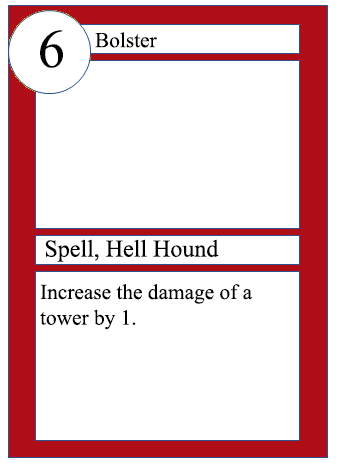 6
Bolster
Spell, Hell Hound
Increase the damage of a
tower by 1.